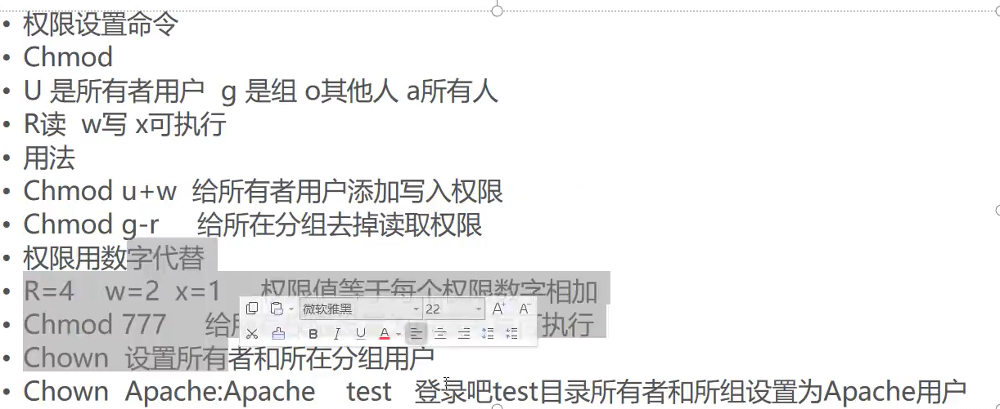 权限设置命令
Chmod
U 是所有者用户 g 是组 o其他人 a所有人
R读 w写 x可执行
用法
Chmod u+w 给所有者用户添加写入权限
Chmod g-r 给所在分组去掉读取权限
权限用数字代替
R=4 w=2 x=1 权限值等于每个权限数字相加
微软雅黑 22 A+ A-
Chmod 777 给 可执行
B I U A
Chown 设置所有者和所在分组用户
Chown Apache:Apache test 登录吧test目录所有者和所组设置为Apache用户